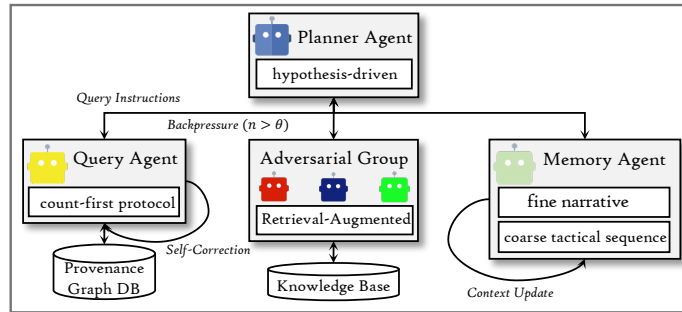 Planner Agent
hypothesis-driven
Query Instructions
Backpressure (n > θ)
Query Agent
count-first protocol
Self-Correction
Provenance
Graph DB
Adversarial Group
Retrieval-Augmented
Knowledge Base
Memory Agent
fine narrative
coarse tactical sequence
Context Update